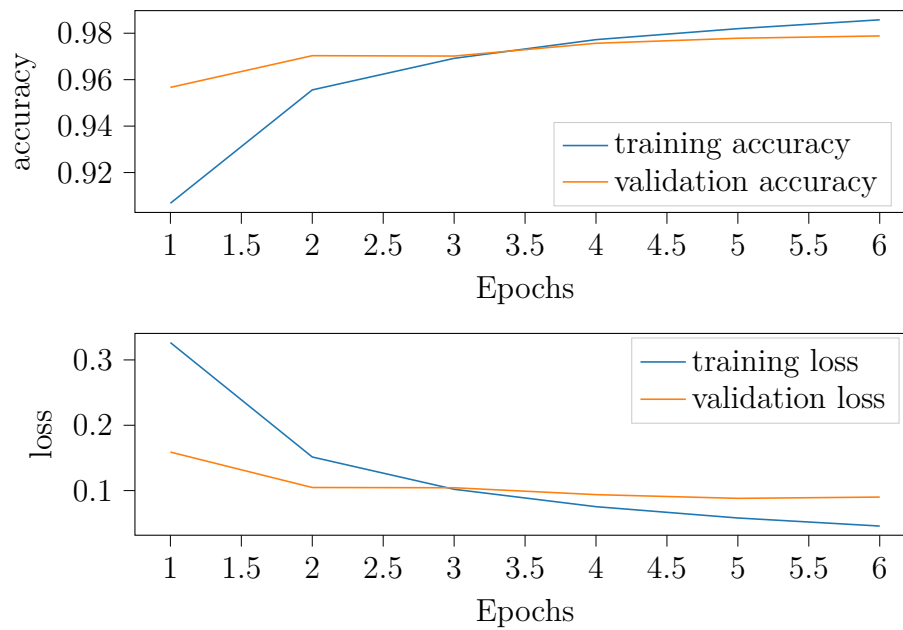 0.98
0.96
0.94
0.92
accuracy
training accuracy
validation accuracy
1 1.5 2 2.5 3 3.5 4 4.5 5 5.5 6
Epochs
0.3
0.2
0.1
loss
training loss
validation loss
1 1.5 2 2.5 3 3.5 4 4.5 5 5.5 6
Epochs